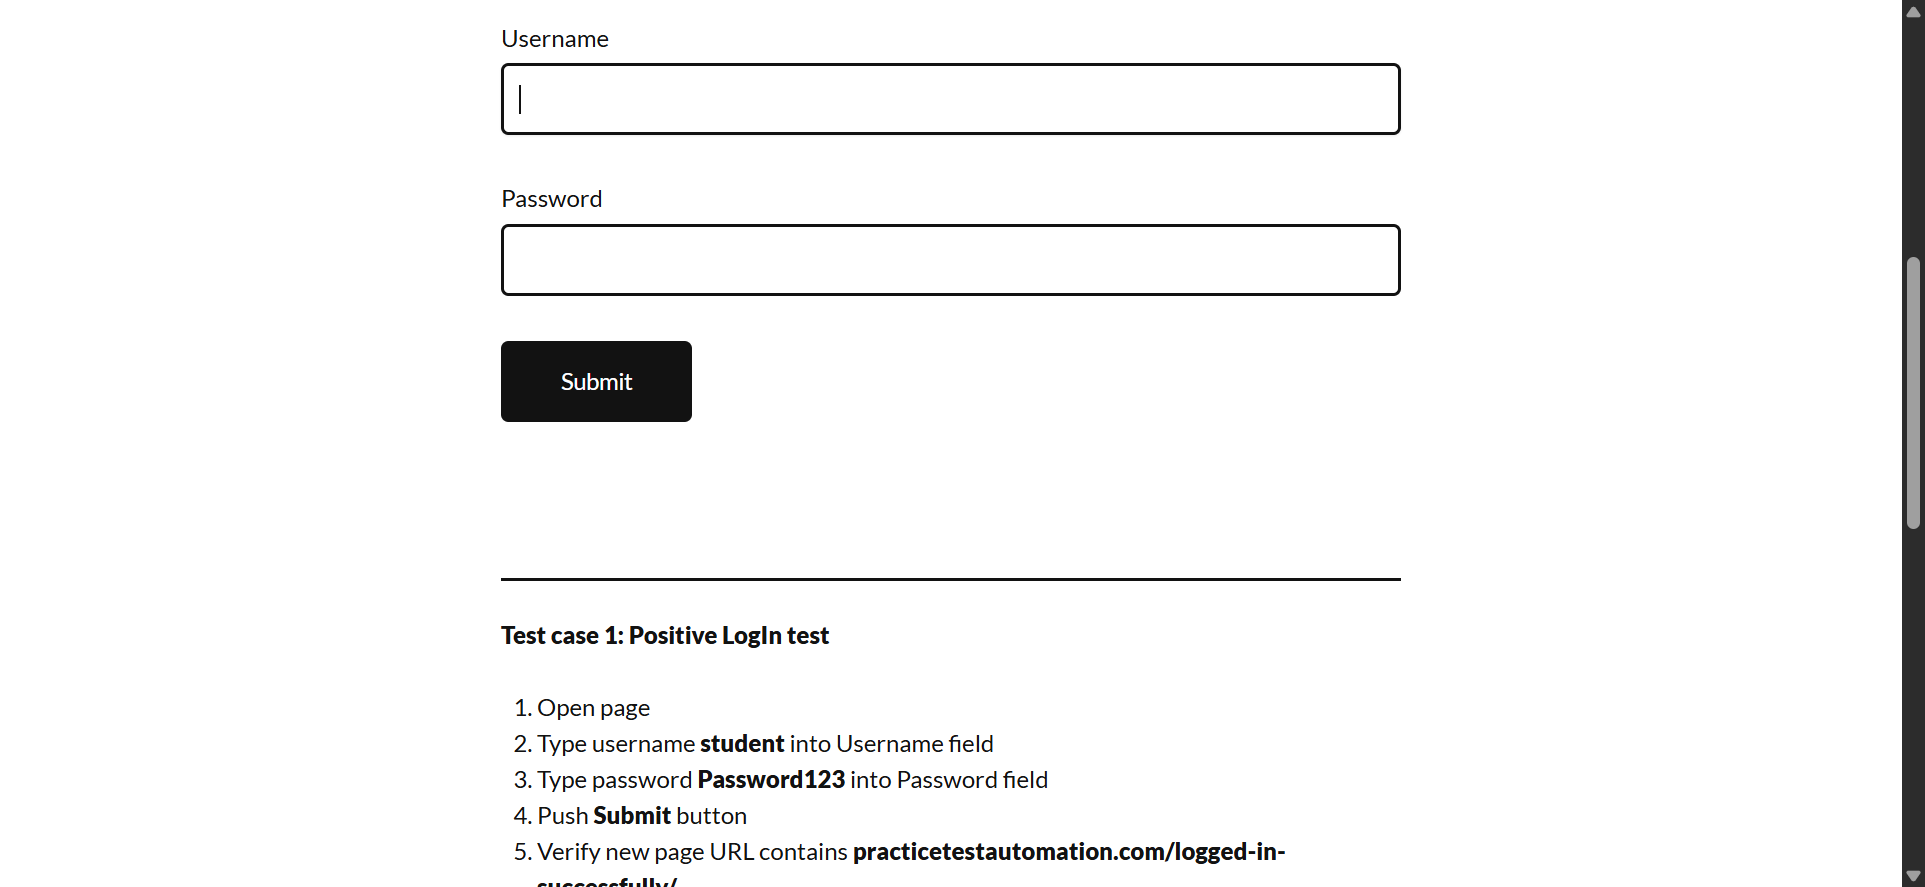 Username
Password
Submit
Test case 1: Positive LogIn test
1. Open page
2. Type username student into Username field
3. Type password Password123 into Password field
4. Push Submit button
5. Verify new page URL contains practicetestautomation.com/logged-in-
successfully/